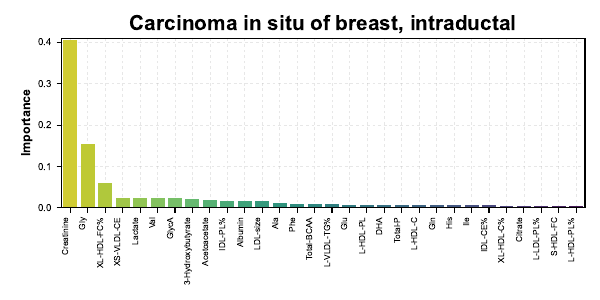 Carcinoma in situ of breast, intraductal
Importance
0.4
0.3
0.2
0.1
0.0
Creatinine
Gly
XL-HDL-FC%
XS-VLDL-CE
Lactate
Val
GlycA
3-Hydroxybutyrate
Acetoacetate
IDL-PL%
Albumin
LDL-size
Ala
Phe
Total-BCAA
L-VLDL-TG%
Glu
L-HDL-PL
DHA
Total-P
L-HDL-C
Gln
His
Ile
IDL-CE%
XL-HDL-C%
Citrate
L-LDL-PL%
S-HDL-FC
L-HDL-PL%